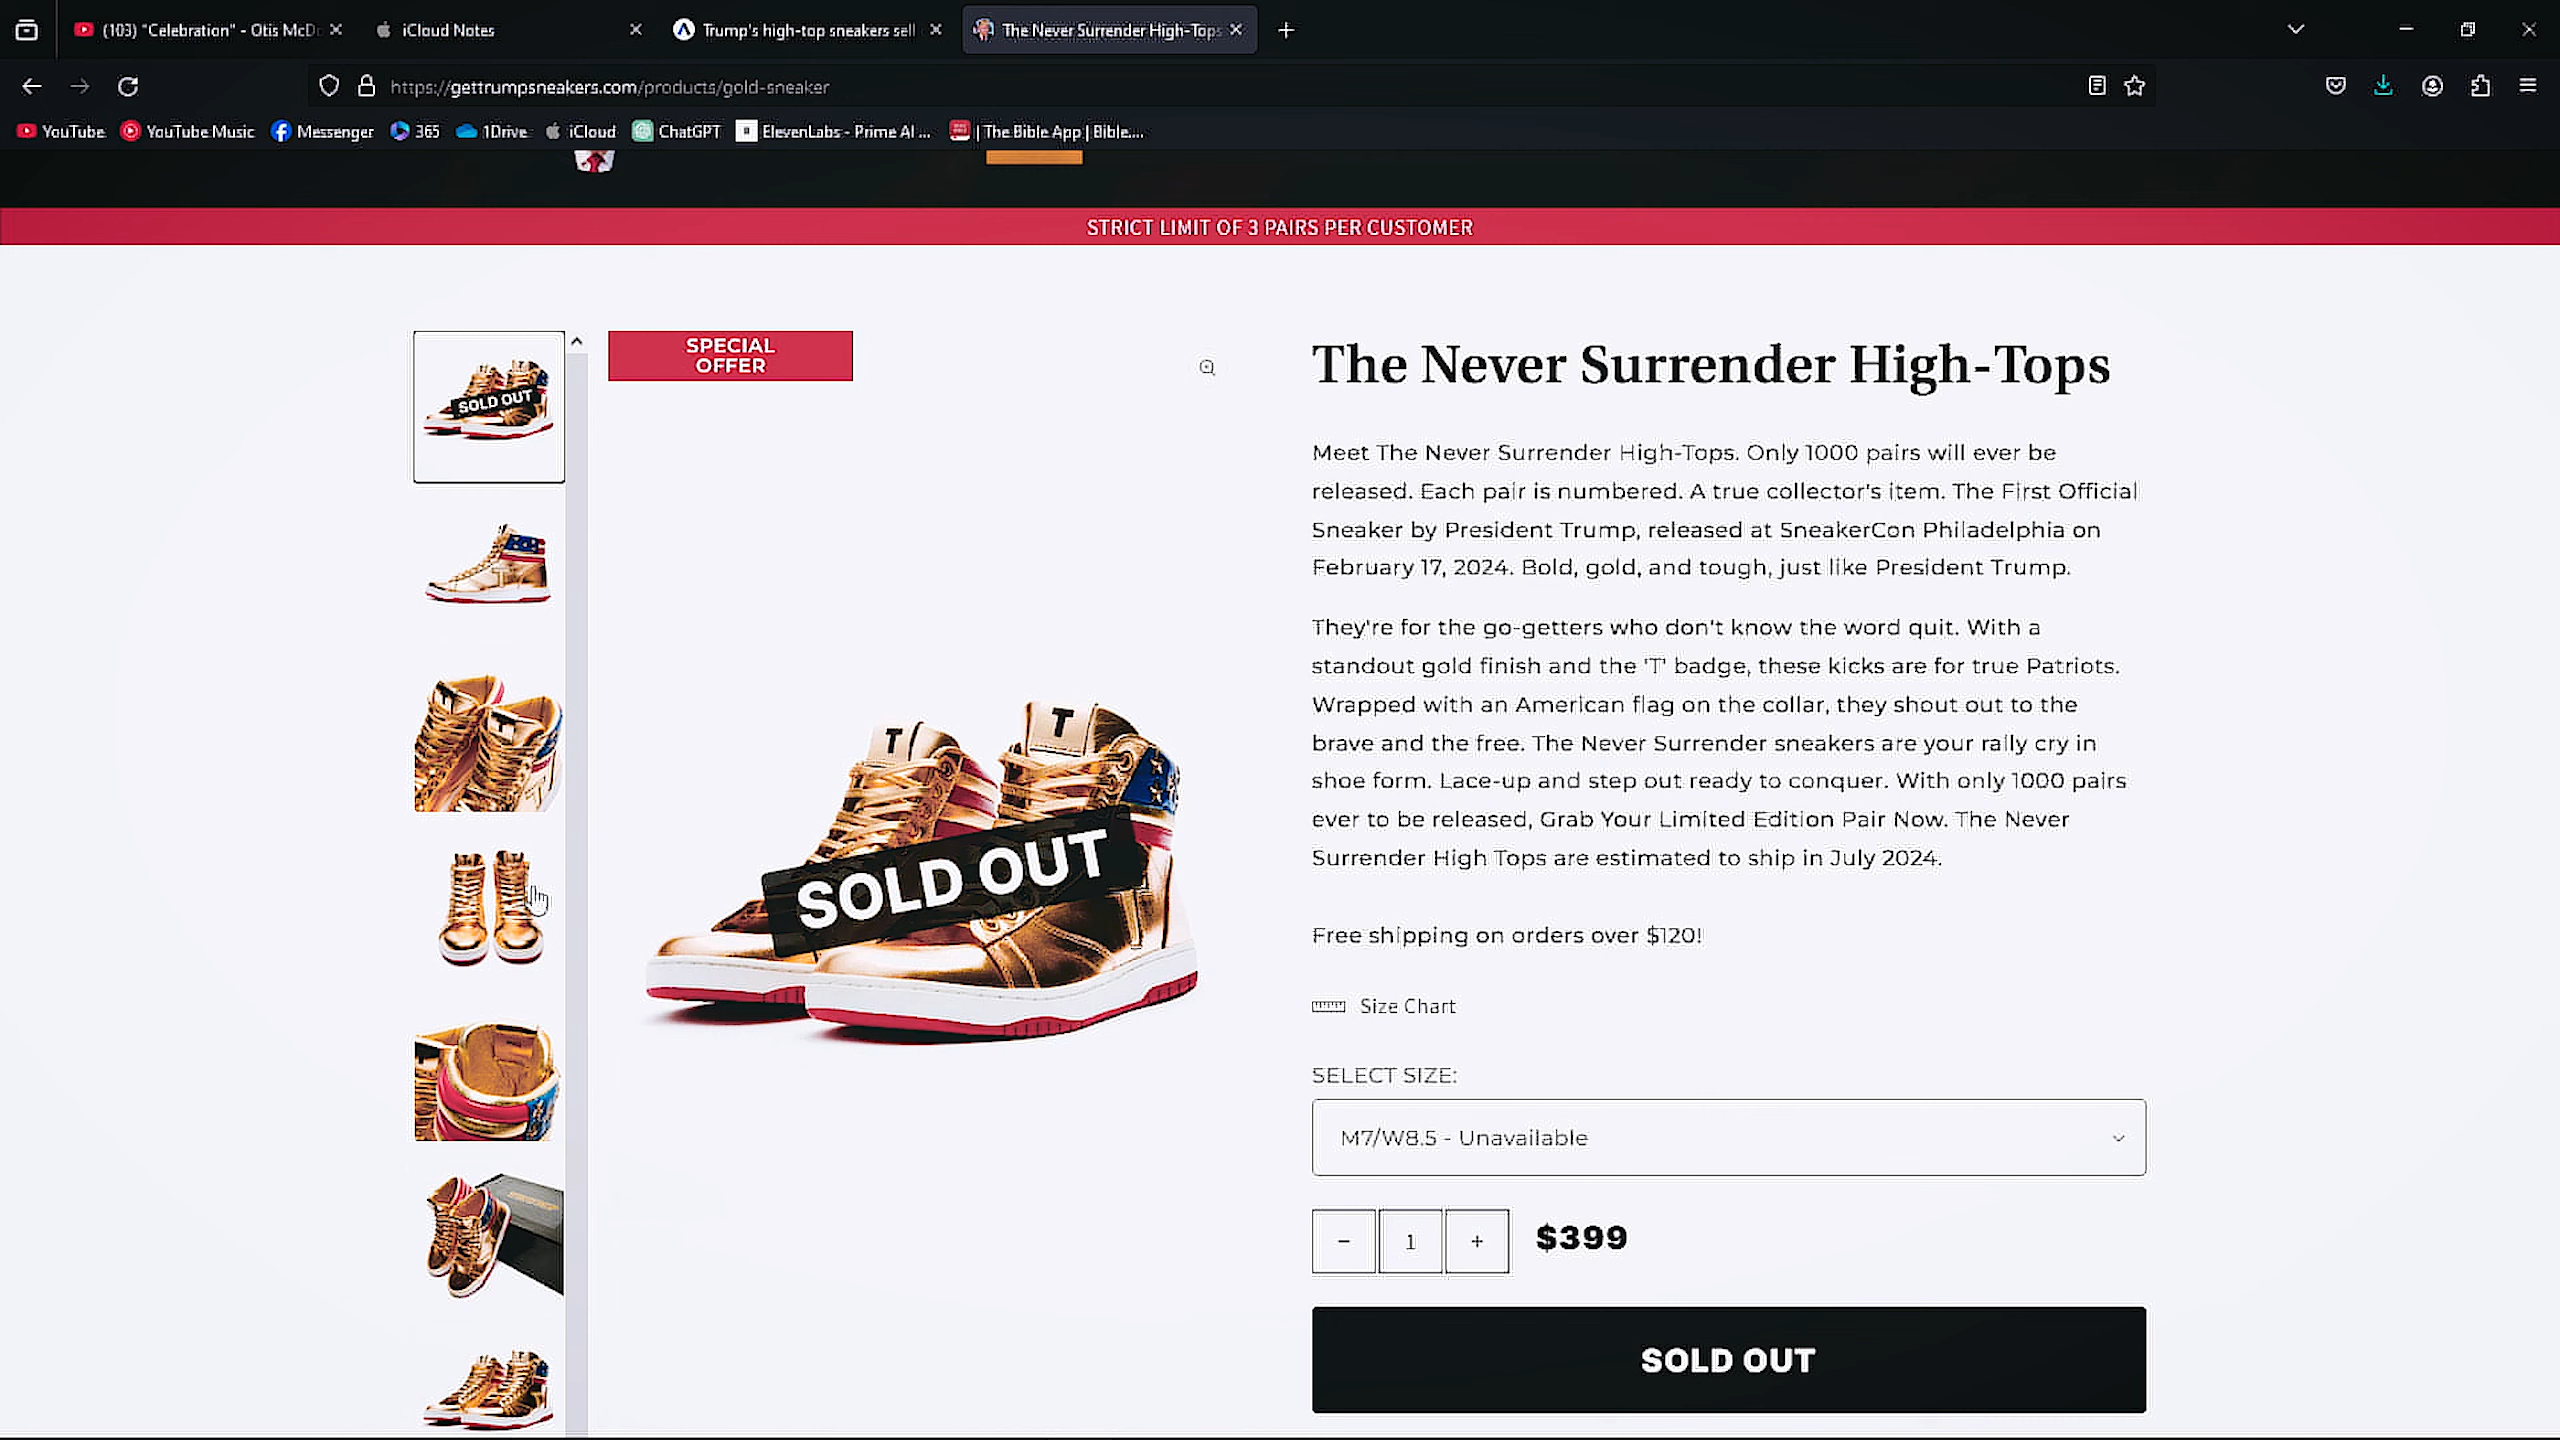 (103) "Celebration" - Otis McD
iCloud Notes
Trump's high-top sneakers sell
The Never Surrender High-Tops
https://gettrumpsneakers.com/products/gold-sneaker
YouTube
YouTube Music
Messenger
365
1Drive
iCloud
ChatGPT
ElevenLabs - Prime AI ...
| The Bible App | Bible....
STRICT LIMIT OF 3 PAIRS PER CUSTOMER
SOLD OUT
SPECIAL
OFFER
T
T
SOLD OUT
The Never Surrender High-Tops
Meet The Never Surrender High-Tops. Only 1000 pairs will ever be
released. Each pair is numbered. A true collector's item. The First Official
Sneaker by President Trump, released at SneakerCon Philadelphia on
February 17, 2024. Bold, gold, and tough, just like President Trump.
They're for the go-getters who don't know the word quit. With a
standout gold finish and the 'T' badge, these kicks are for true Patriots.
Wrapped with an American flag on the collar, they shout out to the
brave and the free. The Never Surrender sneakers are your rally cry in
shoe form. Lace-up and step out ready to conquer. With only 1000 pairs
ever to be released, Grab Your Limited Edition Pair Now. The Never
Surrender High Tops are estimated to ship in July 2024.
Free shipping on orders over $120!
Size Chart
SELECT SIZE:
M7/W8.5 - Unavailable
- 1 + $399
SOLD OUT